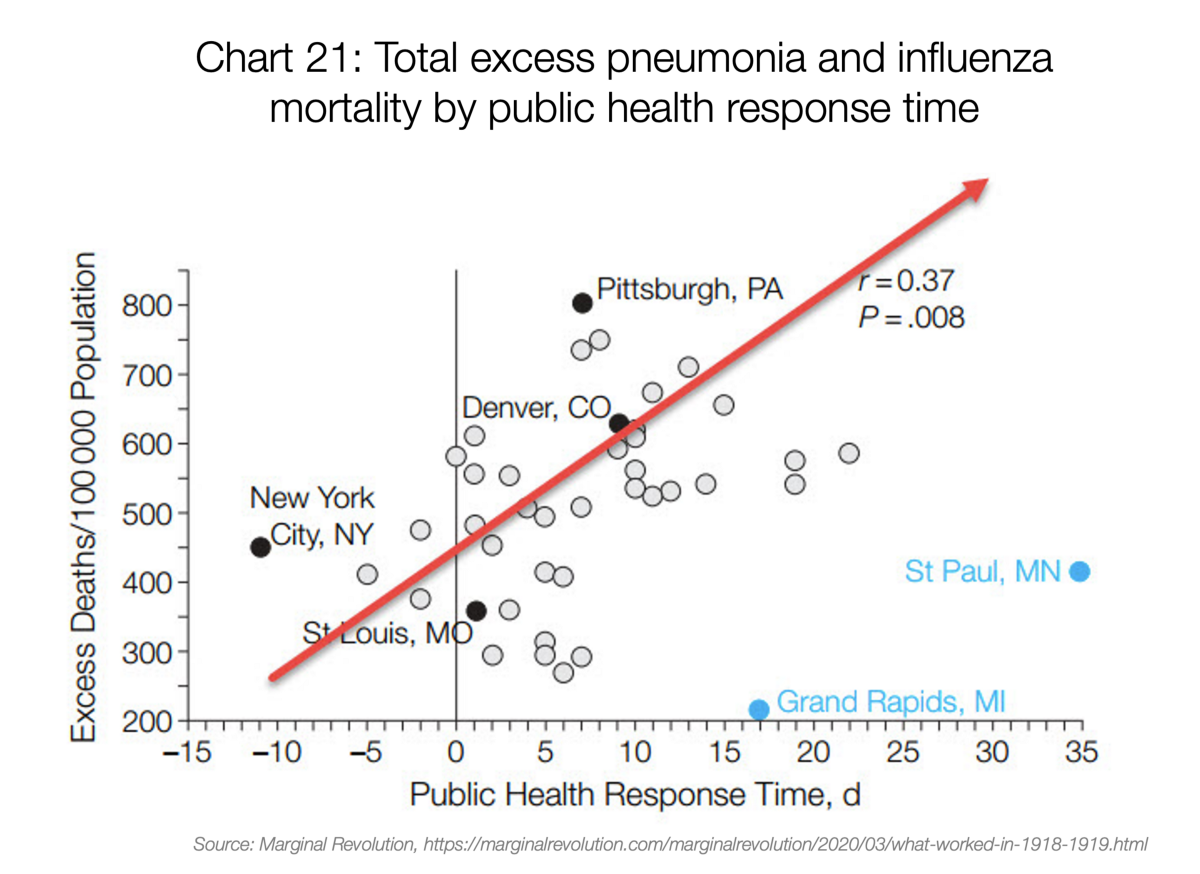 Chart 21: Total excess pneumonia and influenza
mortality by public health response time
Excess Deaths/100 000 Population
800
700
600
500
400
300
200
Pittsburgh, PA
r = 0.37
P = .008
Denver, CO
New York
City, NY
St Paul, MN
St Louis, MO
Grand Rapids, MI
−15 −10 −5 0 5 10 15 20 25 30 35
Public Health Response Time, d
Source: Marginal Revolution, https://marginalrevolution.com/marginalrevolution/2020/03/what-worked-in-1918-1919.html